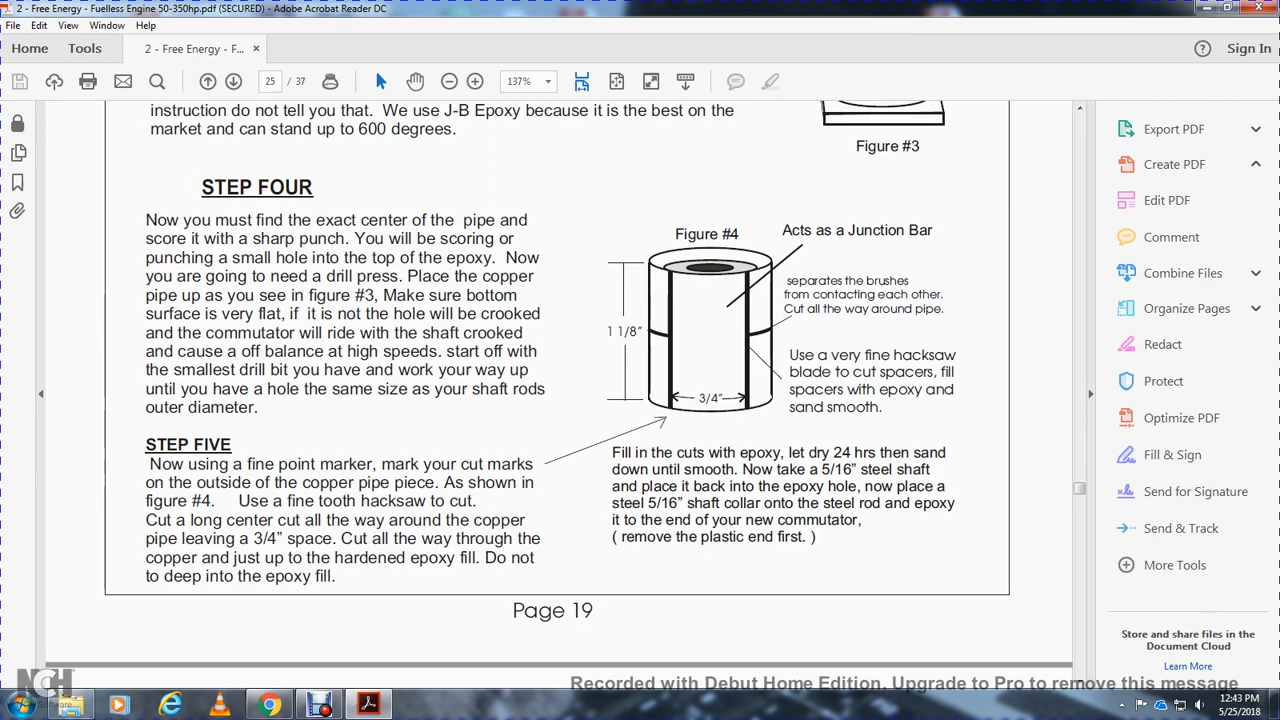 2 - Free Energy - Fuelless Engine 50-350hp.pdf (SECURED) - Adobe Acrobat Reader DC
File Edit View Window Help
Home Tools 2 - Free Energy - F... × Sign In
25 / 37 137%
instruction do not tell you that. We use J-B Epoxy because it is the best on the
market and can stand up to 600 degrees.
Figure #3
STEP FOUR
Now you must find the exact center of the pipe and
score it with a sharp punch. You will be scoring or
punching a small hole into the top of the epoxy. Now
you are going to need a drill press. Place the copper
pipe up as you see in figure #3, Make sure bottom
surface is very flat, if it is not the hole will be crooked
and the commutator will ride with the shaft crooked
and cause a off balance at high speeds. start off with
the smallest drill bit you have and work your way up
until you have a hole the same size as your shaft rods
outer diameter.
STEP FIVE
Now using a fine point marker, mark your cut marks
on the outside of the copper pipe piece. As shown in
figure #4. Use a fine tooth hacksaw to cut.
Cut a long center cut all the way around the copper
pipe leaving a 3/4” space. Cut all the way through the
copper and just up to the hardened epoxy fill. Do not
to deep into the epoxy fill.
Figure #4
Acts as a Junction Bar
separates the brushes
from contacting each other.
Cut all the way around pipe.
1 1/8”
Use a very fine hacksaw
blade to cut spacers, fill
spacers with epoxy and
sand smooth.
3/4”
Fill in the cuts with epoxy, let dry 24 hrs then sand
down until smooth. Now take a 5/16” steel shaft
and place it back into the epoxy hole, now place a
steel 5/16” shaft collar onto the steel rod and epoxy
it to the end of your new commutator,
( remove the plastic end first. )
Page 19
Export PDF
Create PDF
Edit PDF
Comment
Combine Files
Organize Pages
Redact
Protect
Optimize PDF
Fill & Sign
Send for Signature
Send & Track
More Tools
Store and share files in the
Document Cloud
Learn More
NCH
Software
Recorded with Debut Home Edition. Upgrade to Pro to remove this message
12:43 PM
5/25/2018